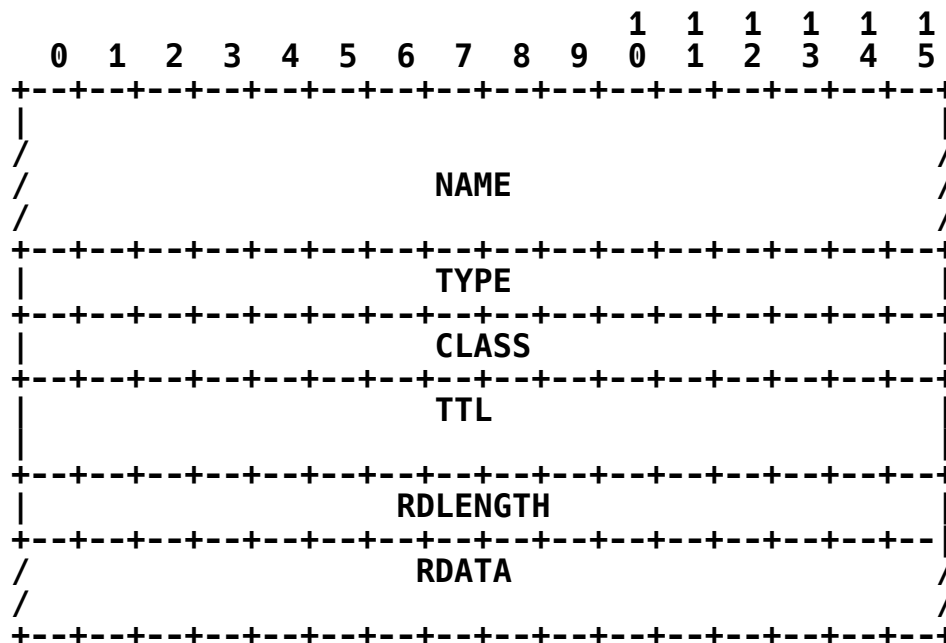 1  1  1  1  1  1
  0  1  2  3  4  5  6  7  8  9  0  1  2  3  4  5
+--+--+--+--+--+--+--+--+--+--+--+--+--+--+--+--+
|                                               |
/                                               /
/                      NAME                     /
/                                               /
+--+--+--+--+--+--+--+--+--+--+--+--+--+--+--+--+
|                      TYPE                     |
+--+--+--+--+--+--+--+--+--+--+--+--+--+--+--+--+
|                     CLASS                     |
+--+--+--+--+--+--+--+--+--+--+--+--+--+--+--+--+
|                      TTL                      |
|                                               |
+--+--+--+--+--+--+--+--+--+--+--+--+--+--+--+--+
|                   RDLENGTH                    |
+--+--+--+--+--+--+--+--+--+--+--+--+--+--+--+--|
/                     RDATA                     /
/                                               /
+--+--+--+--+--+--+--+--+--+--+--+--+--+--+--+--+